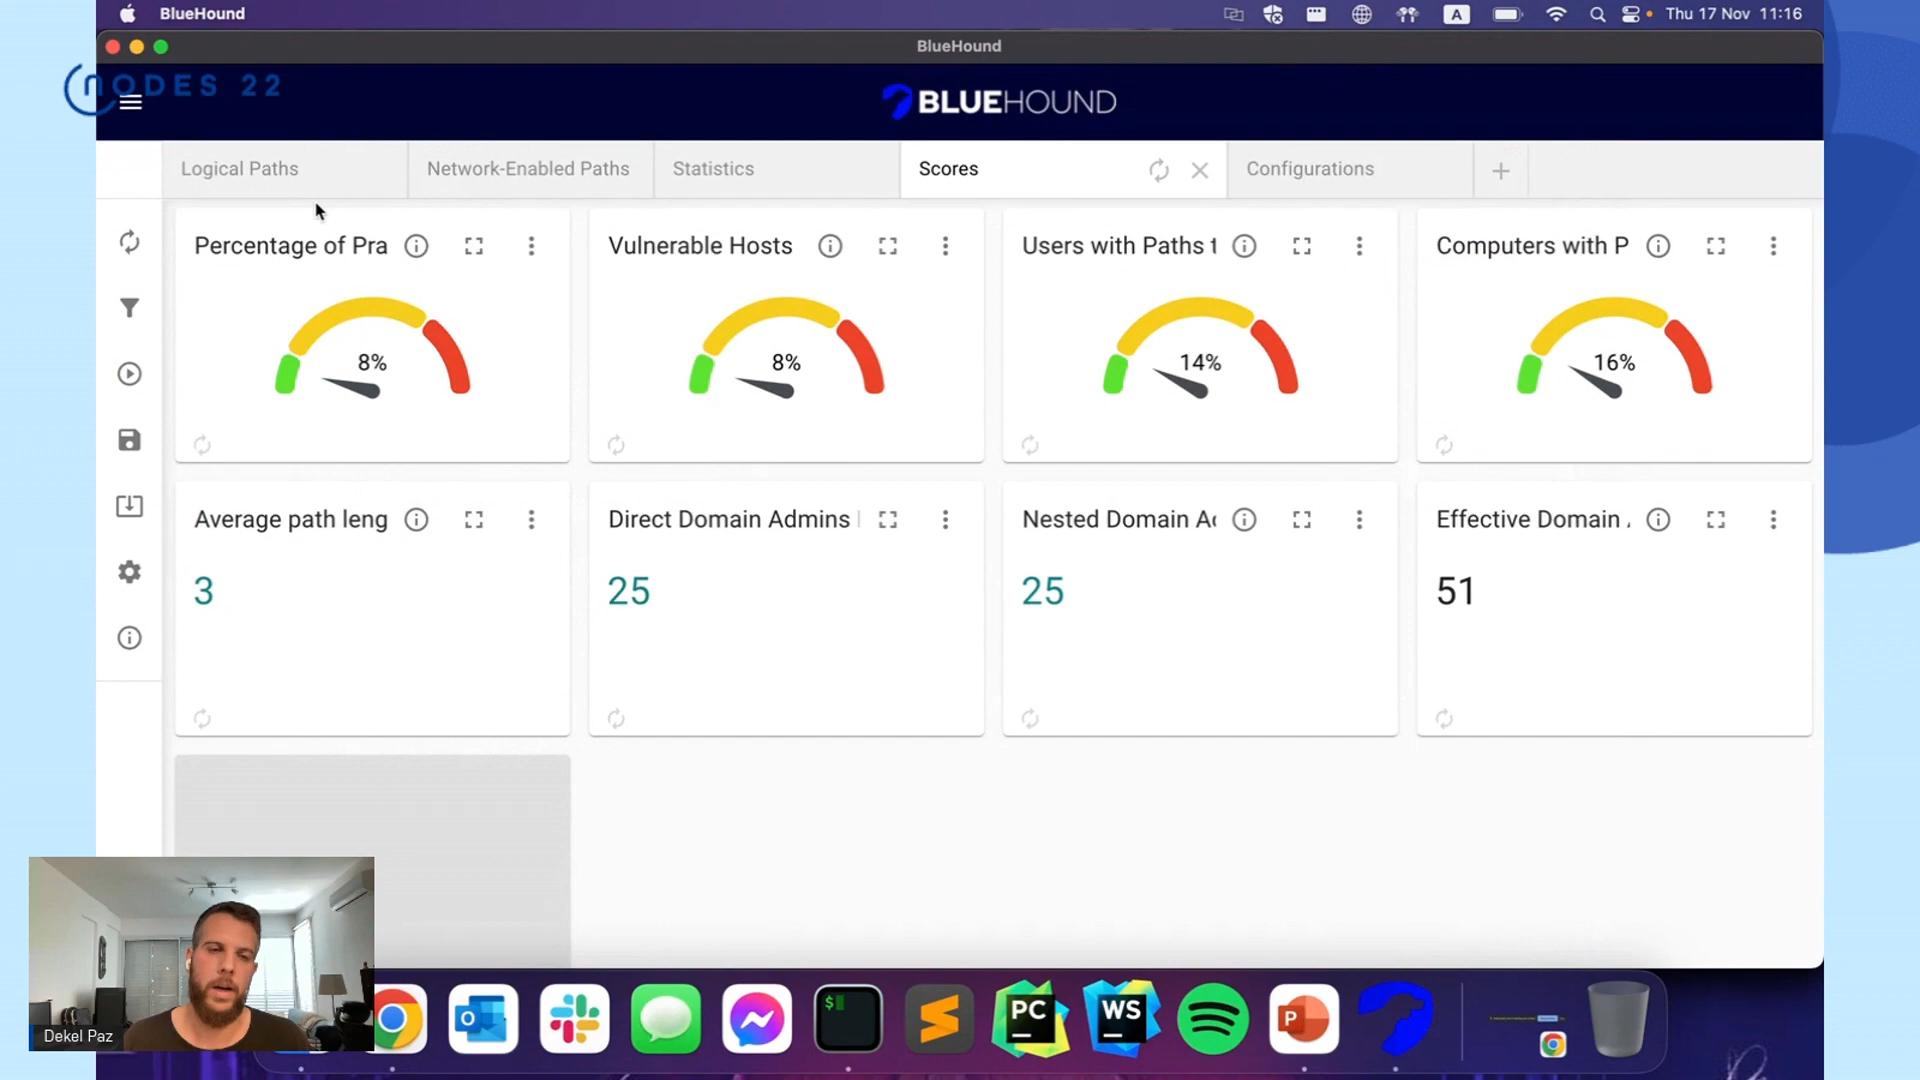 BlueHound
A
Thu 17 Nov 11:16
BlueHound
nODES 22
BLUEHOUND
Logical Paths
Network-Enabled Paths
Statistics
Scores
Configurations
Percentage of Pra
Vulnerable Hosts
Users with Paths t
Computers with P
8%
8%
14%
16%
Average path leng
Direct Domain Admins
Nested Domain A
Effective Domain
3
25
25
51
Dekel Paz
$
PC
WS
P